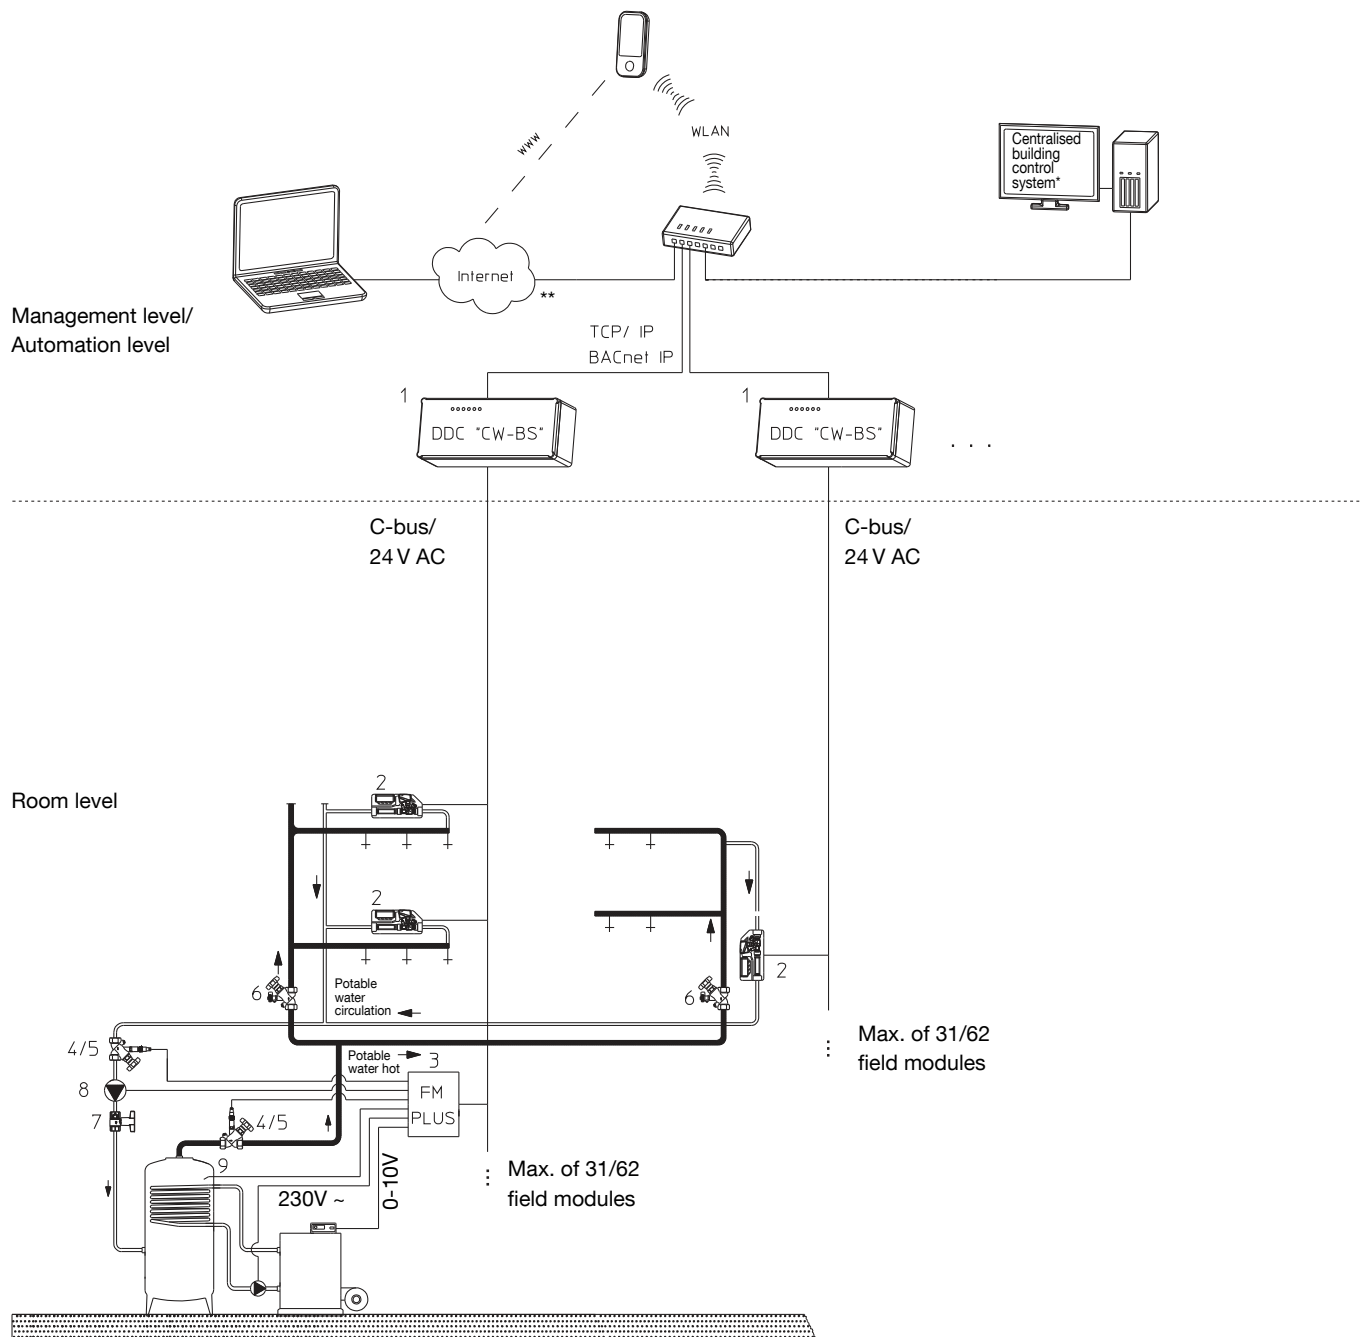 WLAN
www
Centralised
building
control
system*
Internet
**
Management level/
Automation level
TCP/ IP
BACnet IP
1
DDC "CW-BS"
1
DDC "CW-BS"
. . .
C-bus/
24 V AC
C-bus/
24 V AC
Room level
2
2
2
6
Potable
water
circulation
6
4/5
Potable
water hot
3
Max. of 31/62
field modules
8
FM
PLUS
7
4/5
9
230V ~
0-10V
Max. of 31/62
field modules